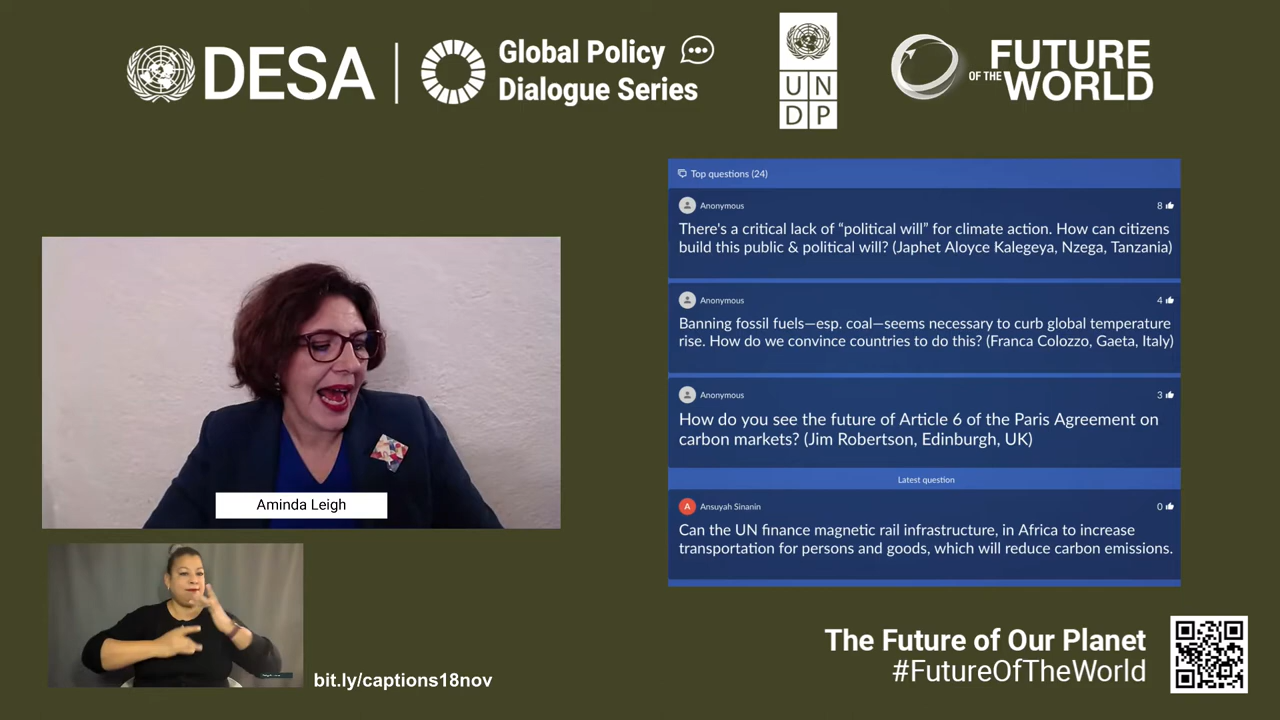 DESA
Global Policy
Dialogue Series
UN
DP
FUTURE
OF THE
WORLD
Top questions (24)
Anonymous
8
There's a critical lack of “political will” for climate action. How can citizens
build this public & political will? (Japhet Aloyce Kalegeya, Nzega, Tanzania)
Anonymous
4
Banning fossil fuels—esp. coal—seems necessary to curb global temperature
rise. How do we convince countries to do this? (Franca Colozzo, Gaeta, Italy)
Anonymous
3
How do you see the future of Article 6 of the Paris Agreement on
carbon markets? (Jim Robertson, Edinburgh, UK)
Latest question
A
Ansuyah Sinanin
0
Can the UN finance magnetic rail infrastructure, in Africa to increase
transportation for persons and goods, which will reduce carbon emissions.
Aminda Leigh
bit.ly/captions18nov
The Future of Our Planet
#FutureOfTheWorld